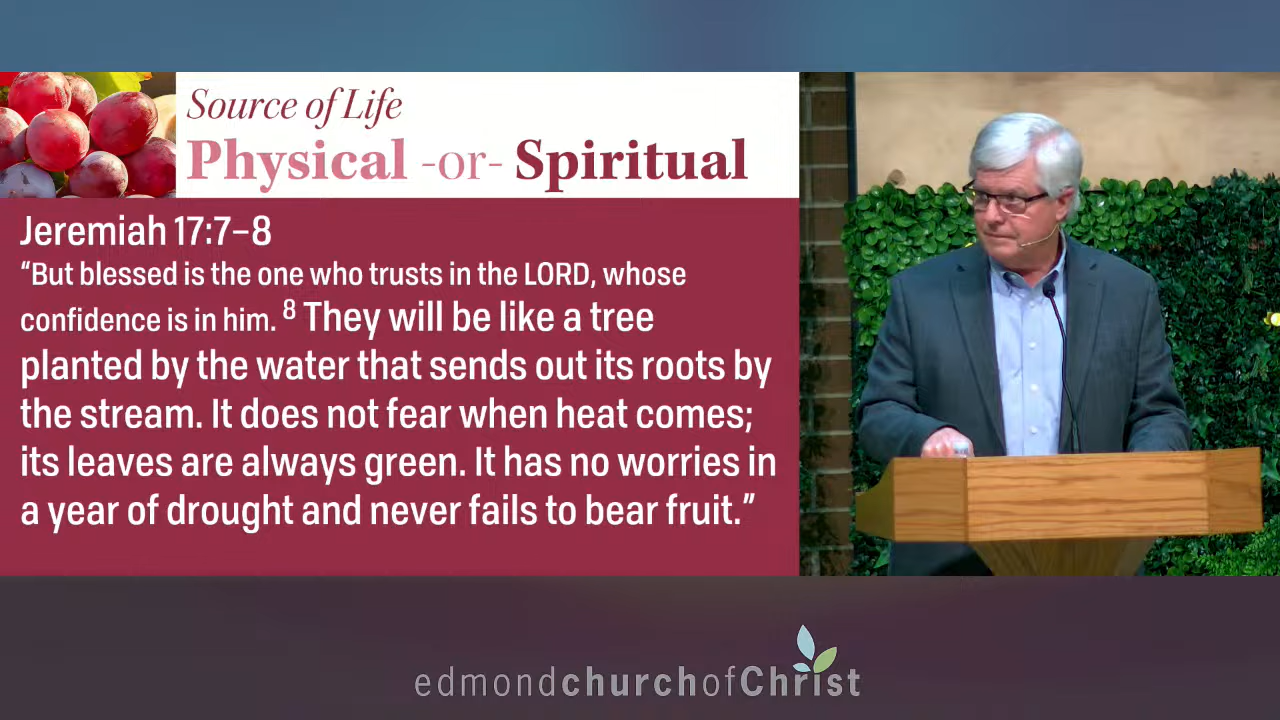 Source of Life
Physical -or- Spiritual
Jeremiah 17:7–8
“But blessed is the one who trusts in the LORD, whose
confidence is in him. 8 They will be like a tree
planted by the water that sends out its roots by
the stream. It does not fear when heat comes;
its leaves are always green. It has no worries in
a year of drought and never fails to bear fruit.”
edmondchurchofChrist